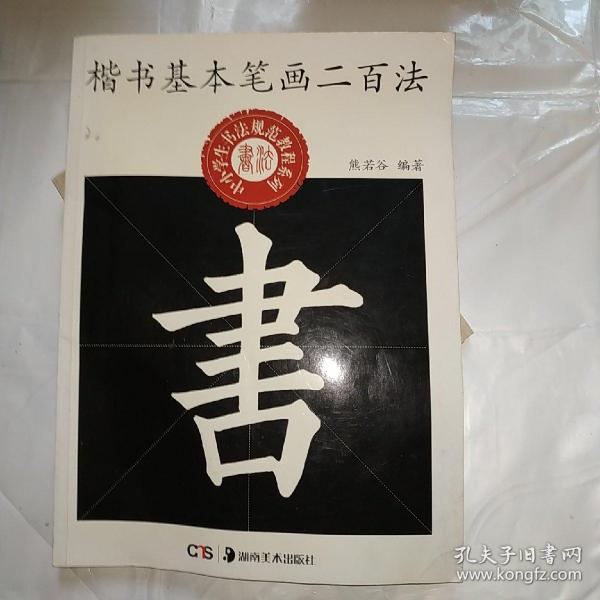 楷书基本笔画二百法
中小学生书法规范教程系列
書法
熊若谷 编著
書
CNS 湖南美术出版社
孔夫子旧書网
www.kongfz.com